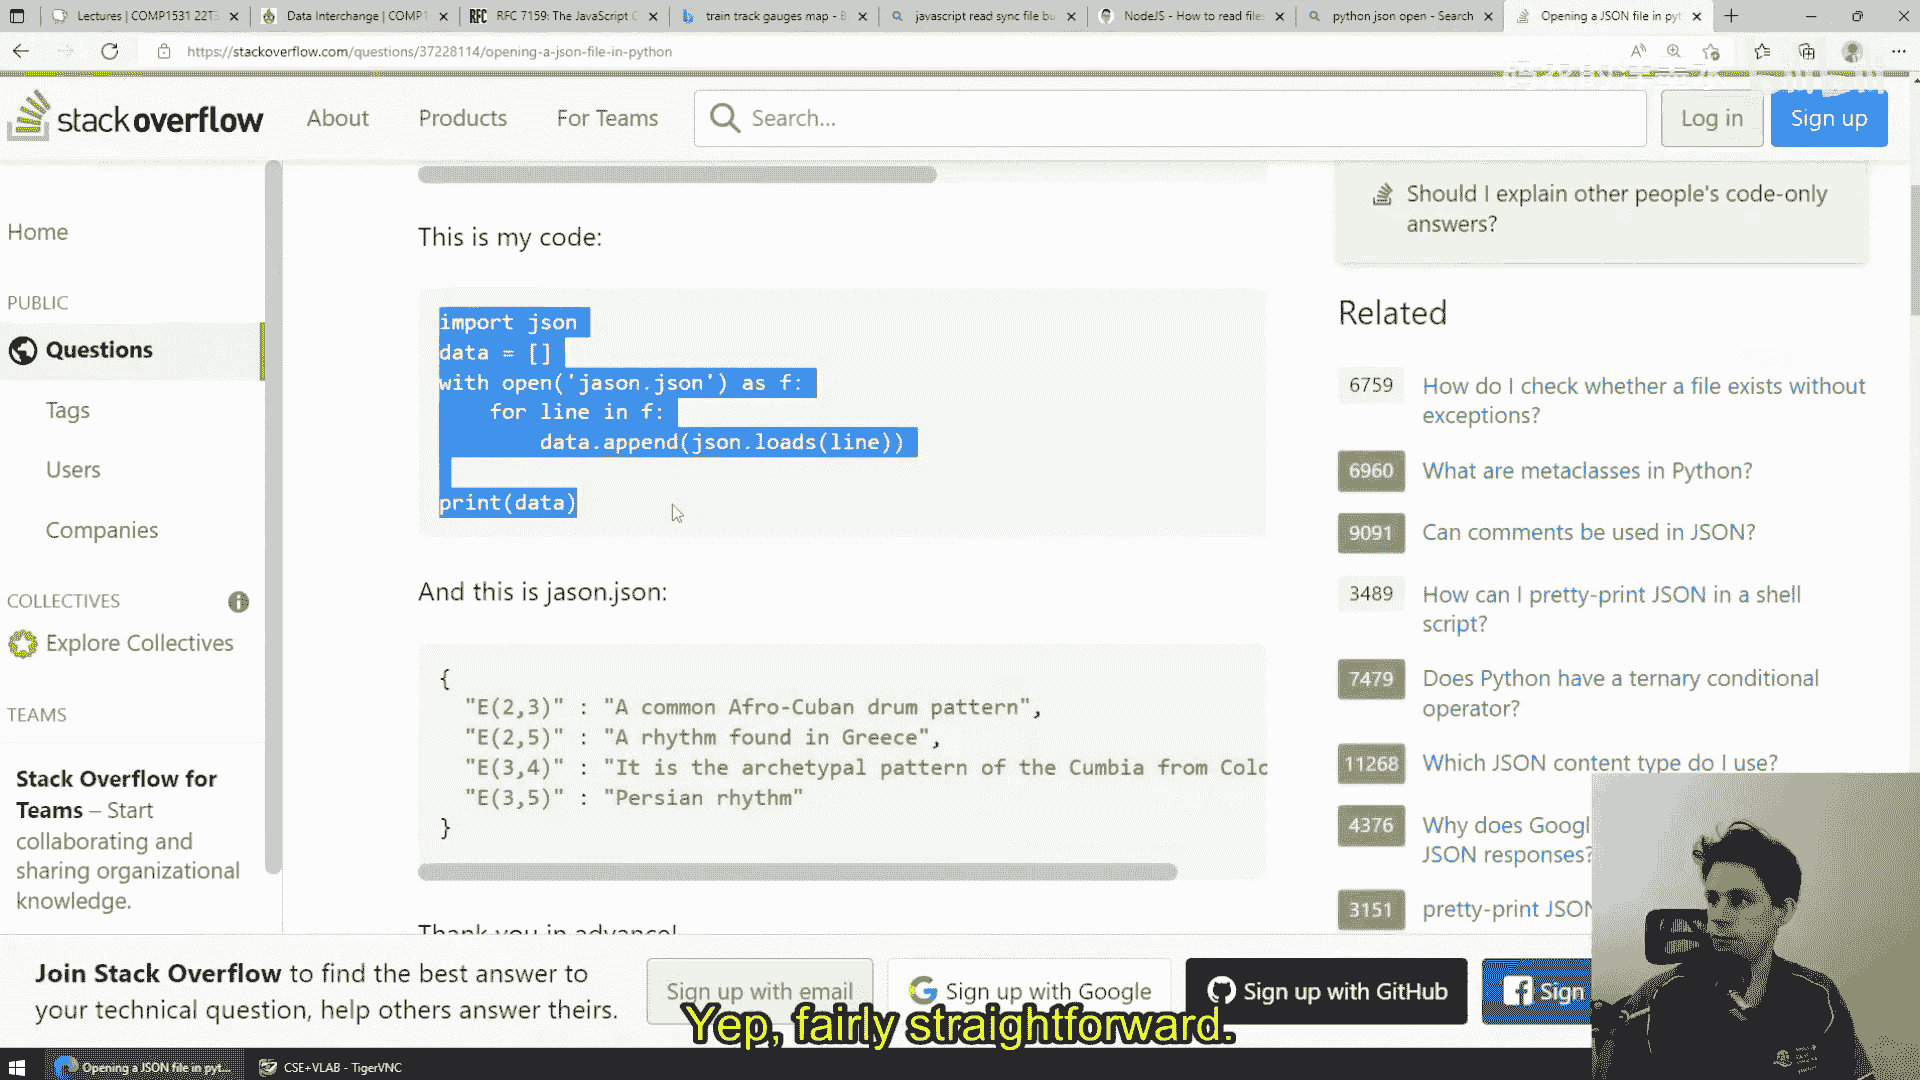 Lectures | COMP1531 22T3
Data Interchange | COMP1
RFC 7159: The JavaScript O
train track gauges map - B
javascript read sync file bu
NodeJS - How to read files
python json open - Search
Opening a JSON file in pyt
https://stackoverflow.com/questions/37228114/opening-a-json-file-in-python
stackoverflow
About
Products
For Teams
Search...
Log in
Sign up
Home
PUBLIC
Questions
Tags
Users
Companies
COLLECTIVES
Explore Collectives
TEAMS
Stack Overflow for
Teams – Start
collaborating and
sharing organizational
knowledge.
This is my code:
import json
data = []
with open('jason.json') as f:
    for line in f:
        data.append(json.loads(line))
print(data)
And this is jason.json:
{
  "E(2,3)" : "A common Afro-Cuban drum pattern",
  "E(2,5)" : "A rhythm found in Greece",
  "E(3,4)" : "It is the archetypal pattern of the Cumbia from Colo
  "E(3,5)" : "Persian rhythm"
}
Thank you in advance!
Should I explain other people's code-only
answers?
Related
6759 How do I check whether a file exists without
exceptions?
6960 What are metaclasses in Python?
9091 Can comments be used in JSON?
3489 How can I pretty-print JSON in a shell
script?
7479 Does Python have a ternary conditional
operator?
11268 Which JSON content type do I use?
4376 Why does Googl
JSON responses?
3151 pretty-print JSON
Join Stack Overflow to find the best answer to
your technical question, help others answer theirs.
Sign up with email
Sign up with Google
Sign up with GitHub
Sign
Yep, fairly straightforward.
Opening a JSON file in pyt...
CSE+VLAB - TigerVNC